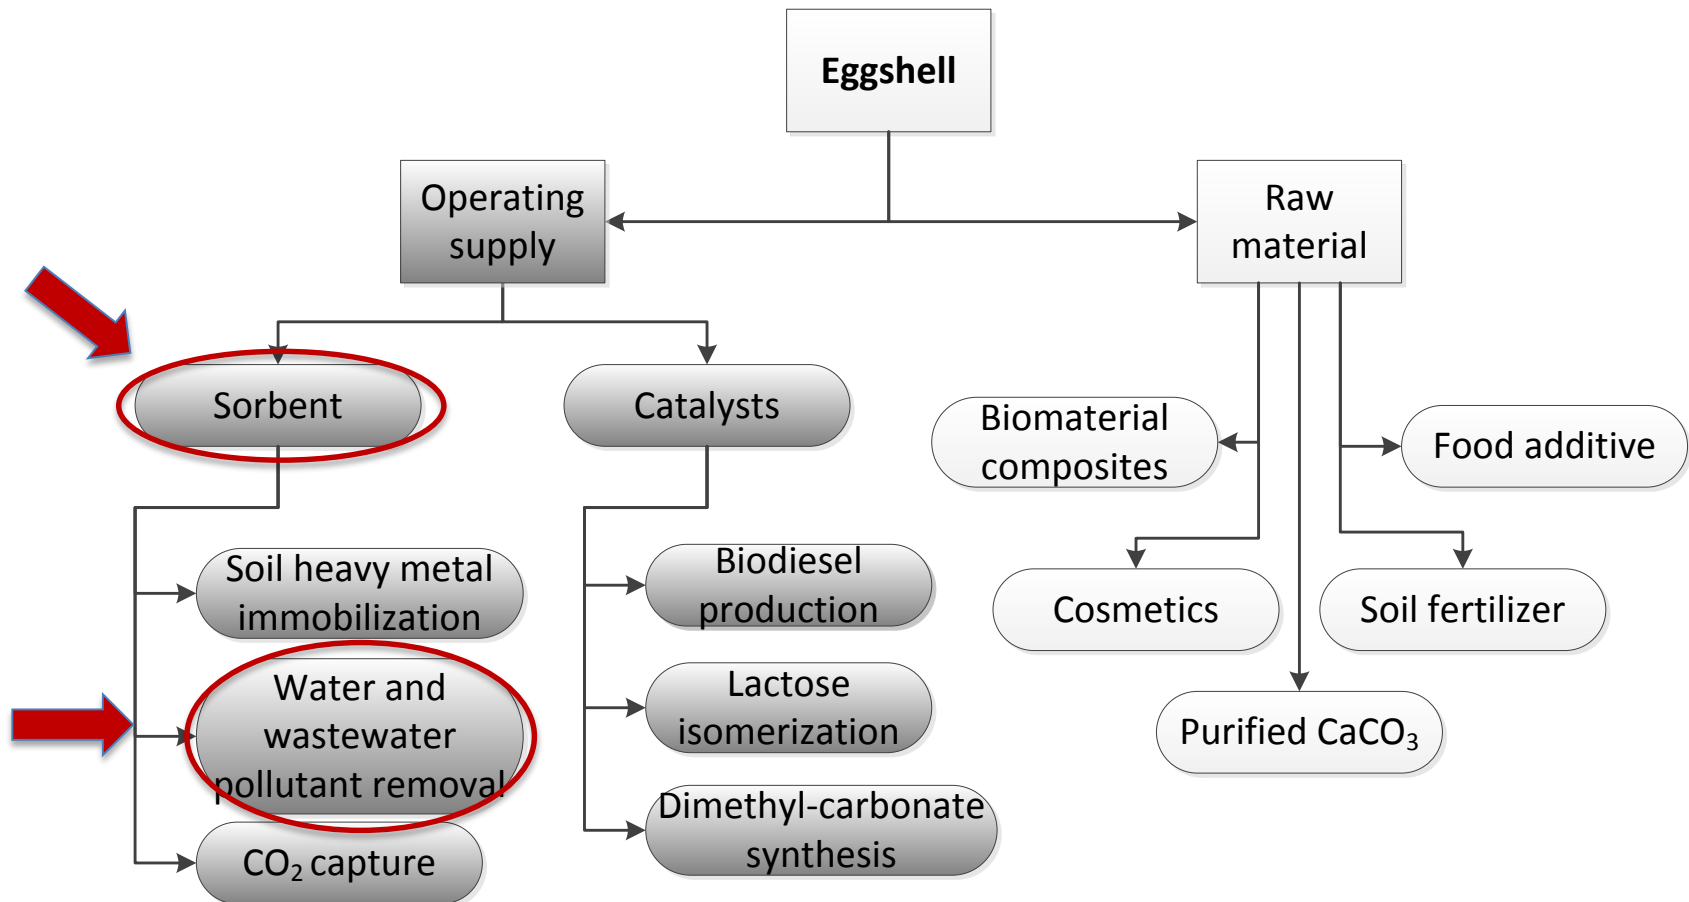 Eggshell
Operating
supply
Raw
material
Sorbent
Catalysts
Biomaterial
composites
Food additive
Soil heavy metal
immobilization
Biodiesel
production
Cosmetics
Soil fertilizer
Water and
wastewater
pollutant removal
Lactose
isomerization
Purified CaCO₃
CO₂ capture
Dimethyl-carbonate
synthesis